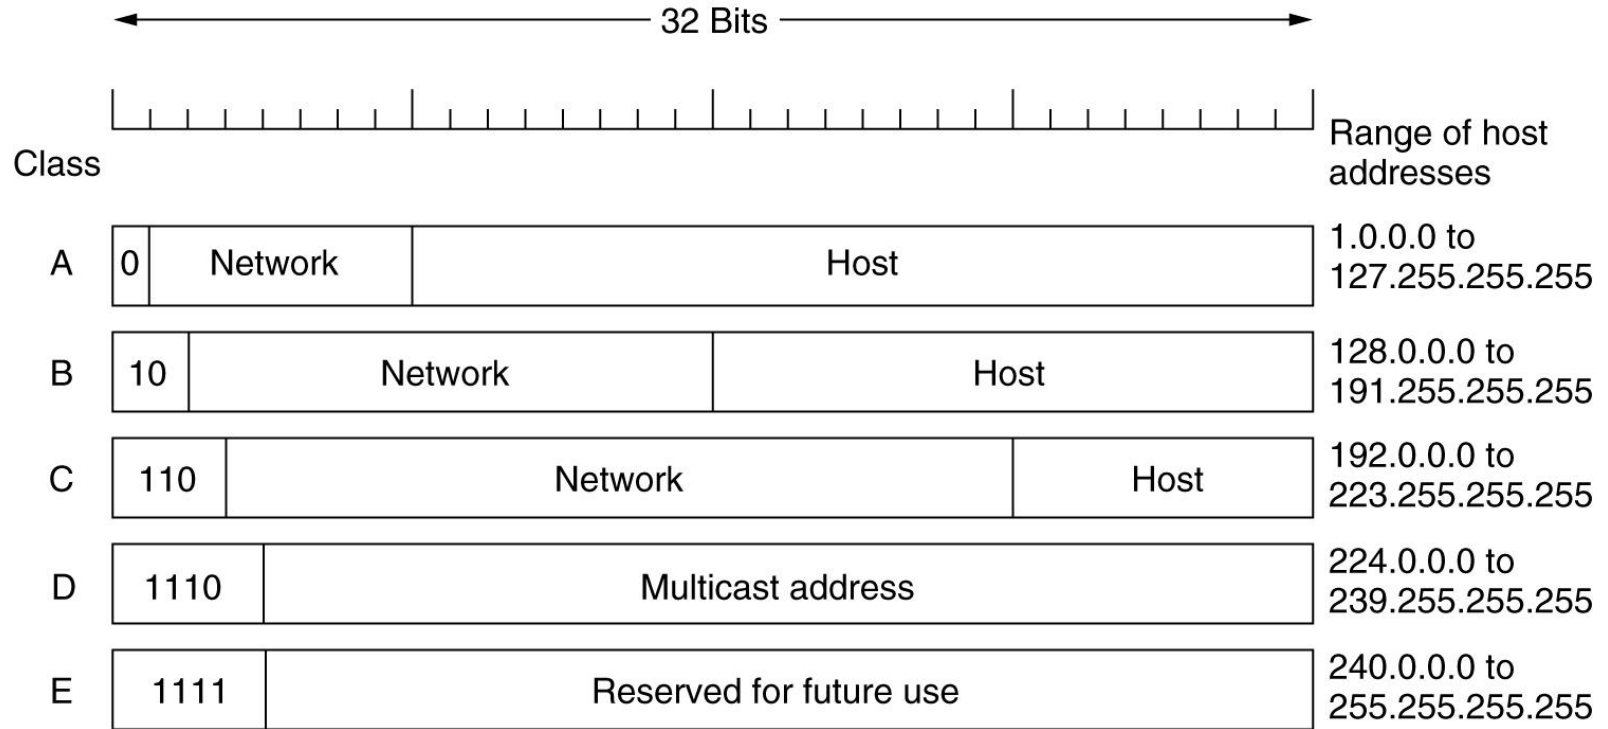 32 Bits
Range of host
addresses
Class
A 0 Network Host 1.0.0.0 to
127.255.255.255
B 10 Network Host 128.0.0.0 to
191.255.255.255
C 110 Network Host 192.0.0.0 to
223.255.255.255
D 1110 Multicast address 224.0.0.0 to
239.255.255.255
E 1111 Reserved for future use 240.0.0.0 to
255.255.255.255